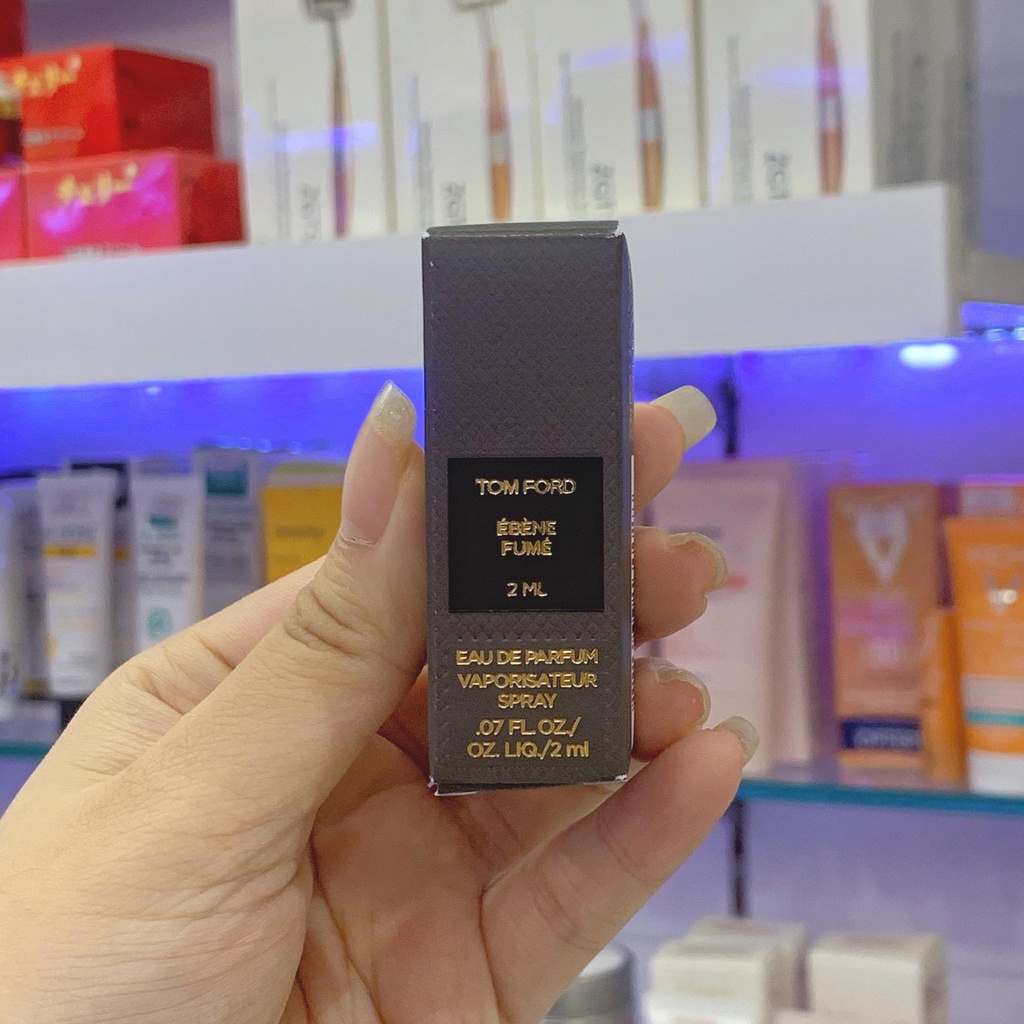 TOM FORD
ÉBÈNE
FUMÉ
2 ML
EAU DE PARFUM
VAPORISATEUR
SPRAY
.07 FL. OZ./
OZ. LIQ./2 ml